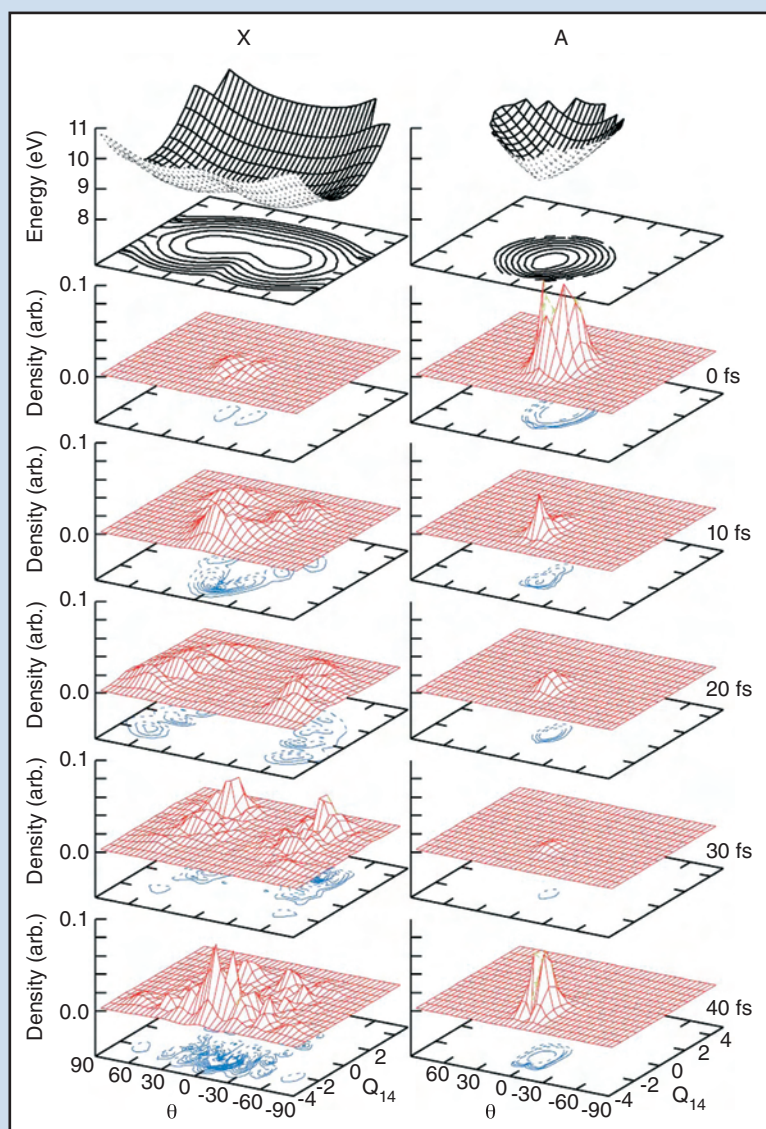 X A
Energy (eV)
11
10
9
8
Density (arb.)
0.1
0.0
0 fs
Density (arb.)
0.1
0.0
10 fs
Density (arb.)
0.1
0.0
20 fs
Density (arb.)
0.1
0.0
30 fs
Density (arb.)
0.1
0.0
40 fs
90 60 30 0 -30 -60 -90
θ
-4 -2 0 2
Q14
60 30 0 -30 -60 -90
θ
-4 -2 0 2 4
Q14